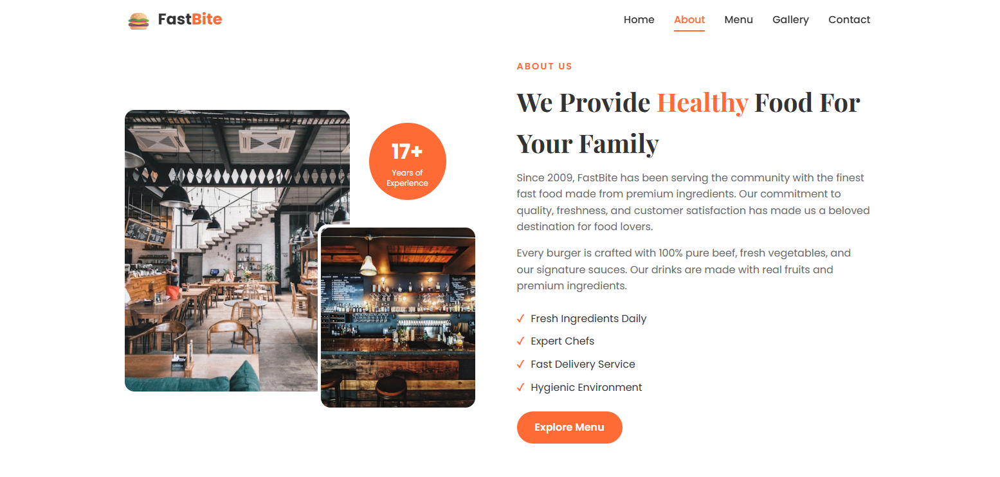 FastBite
Home About Menu Gallery Contact
ABOUT US
We Provide Healthy Food For
Your Family
17+
Years of
Experience
Since 2009, FastBite has been serving the community with the finest
fast food made from premium ingredients. Our commitment to
quality, freshness, and customer satisfaction has made us a beloved
destination for food lovers.
Every burger is crafted with 100% pure beef, fresh vegetables, and
our signature sauces. Our drinks are made with real fruits and
premium ingredients.
✓ Fresh Ingredients Daily
✓ Expert Chefs
✓ Fast Delivery Service
✓ Hygienic Environment
Explore Menu